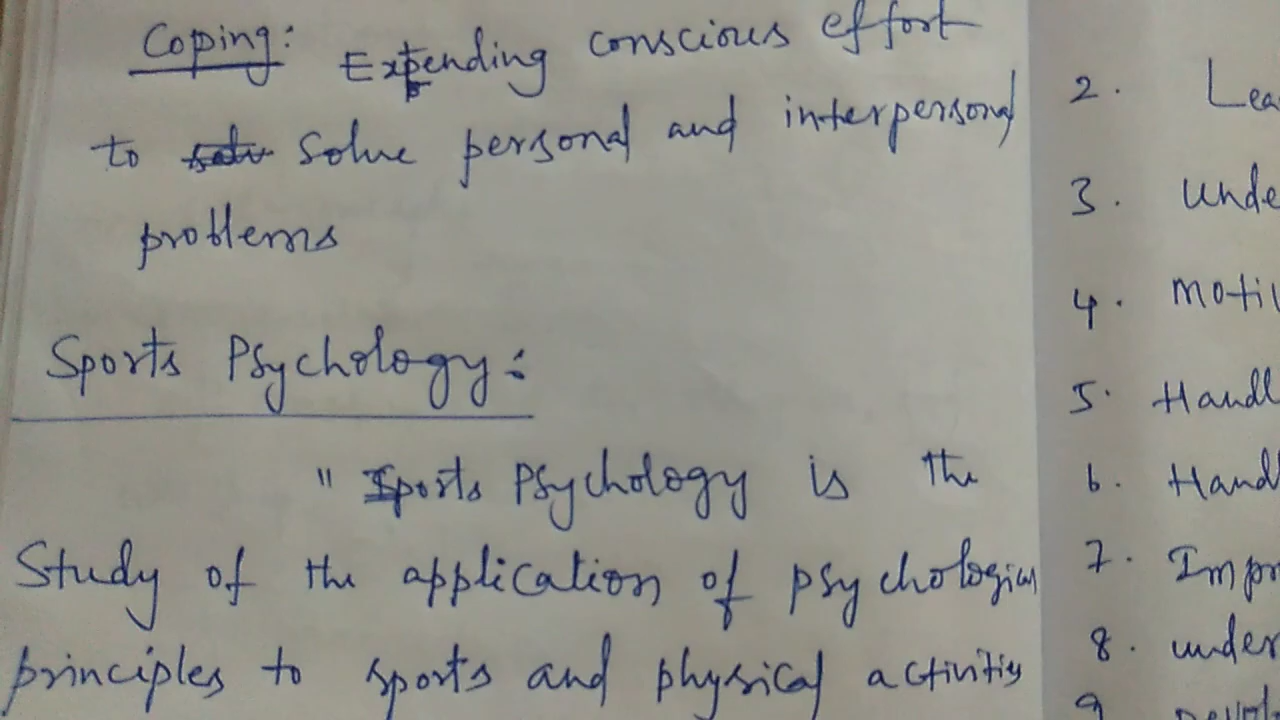 Coping: Expending conscious effort
to solve personal and interpersonal
problems
Sports Psychology:
" Sports Psychology is the
Study of the application of psychological
principles to sports and physical activities
2. Lea
3. Unde
4. Moti
5. Handl
6. Handl
7. Impr
8. under
9